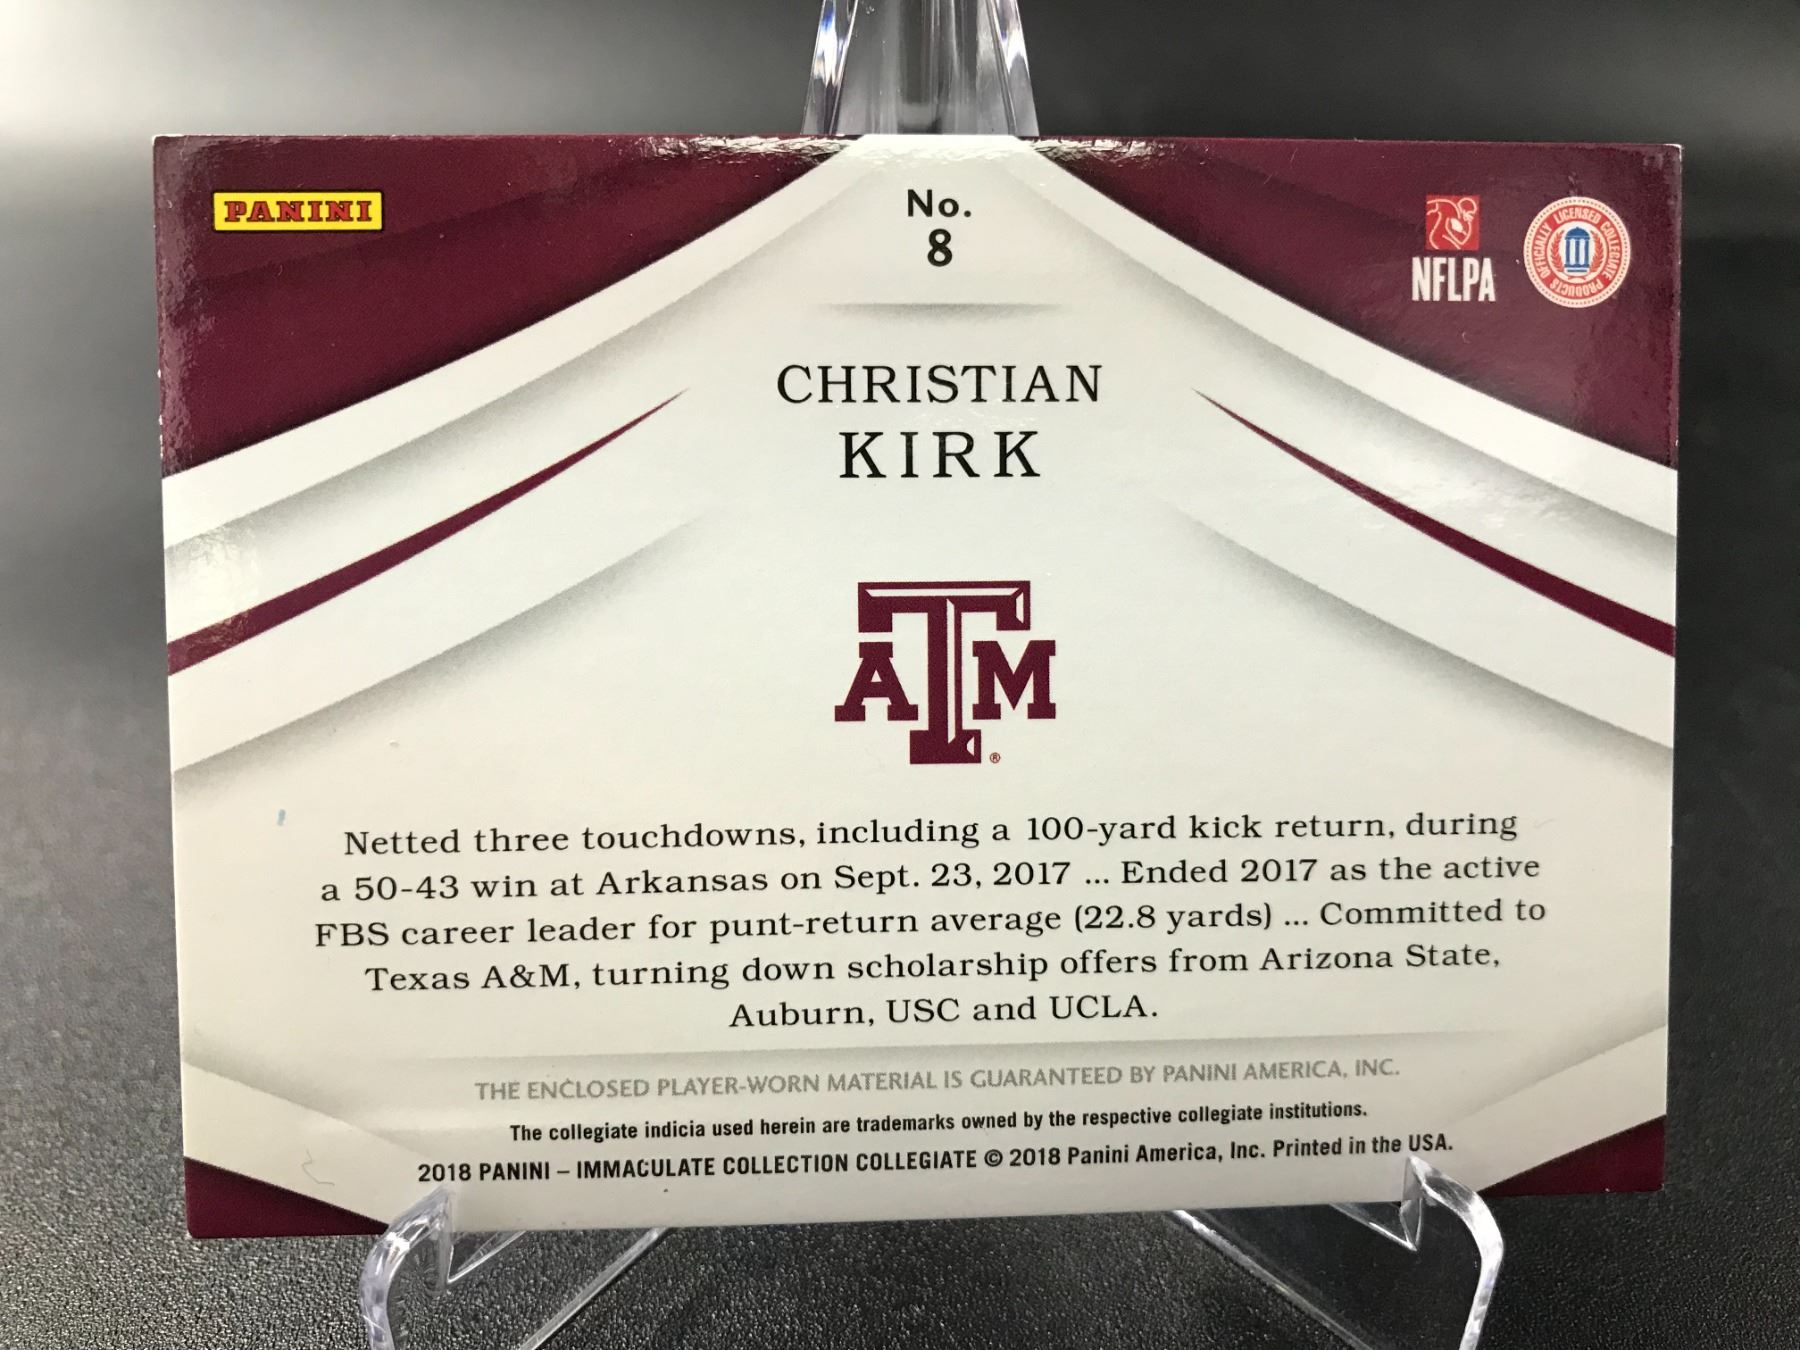 PANINI
No.
8
NFLPA
OFFICIALLY LICENSED COLLEGIATE PRODUCTS
CHRISTIAN
KIRK
ATM
®
Netted three touchdowns, including a 100-yard kick return, during
a 50-43 win at Arkansas on Sept. 23, 2017 ... Ended 2017 as the active
FBS career leader for punt-return average (22.8 yards) ... Committed to
Texas A&M, turning down scholarship offers from Arizona State,
Auburn, USC and UCLA.
THE ENCLOSED PLAYER-WORN MATERIAL IS GUARANTEED BY PANINI AMERICA, INC.
The collegiate indicia used herein are trademarks owned by the respective collegiate institutions.
2018 PANINI – IMMACULATE COLLECTION COLLEGIATE © 2018 Panini America, Inc. Printed in the USA.